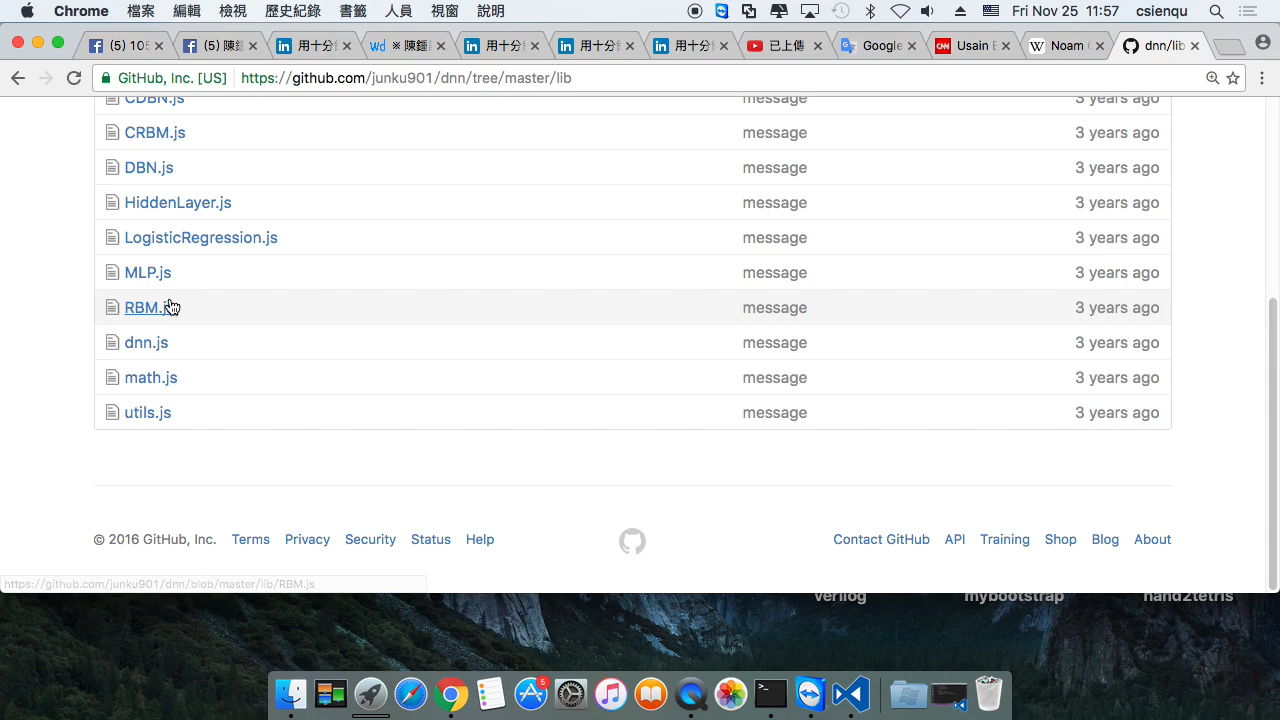 Chrome 檔案 編輯 檢視 歷史紀錄 書籤 人員 視窗 說明 Fri Nov 25 11:57 csienqu
(5) 105 (5) 陳鍾 用十分鐘 ※ 陳鍾 用十分 用十分 用十分 已上傳 Google CNN Usain B W Noam dnn/lib
GitHub, Inc. [US] https://github.com/junku901/dnn/tree/master/lib
CDBN.js message 3 years ago
CRBM.js message 3 years ago
DBN.js message 3 years ago
HiddenLayer.js message 3 years ago
LogisticRegression.js message 3 years ago
MLP.js message 3 years ago
RBM.js message 3 years ago
dnn.js message 3 years ago
math.js message 3 years ago
utils.js message 3 years ago
© 2016 GitHub, Inc. Terms Privacy Security Status Help Contact GitHub API Training Shop Blog About
https://github.com/junku901/dnn/blob/master/lib/RBM.js
verilog mybootstrap nand2tetris
5